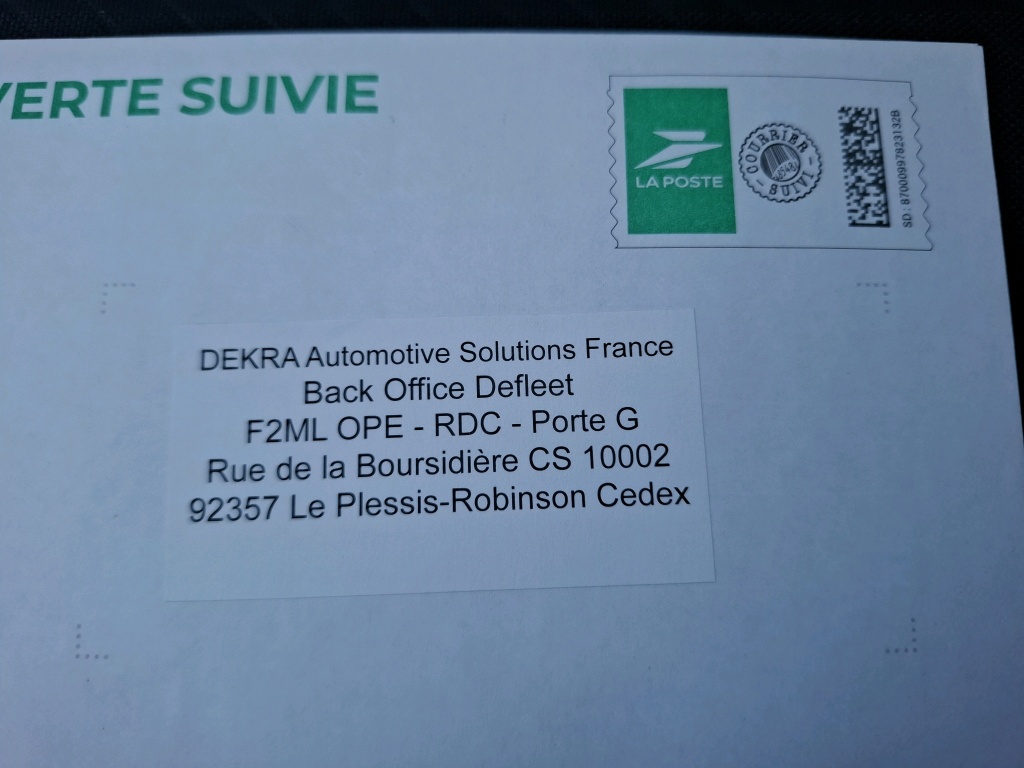 VERTE SUIVIE
LA POSTE
COURRIER SUIVI
SD: 87000997823132B
DEKRA Automotive Solutions France
Back Office Defleet
F2ML OPE - RDC - Porte G
Rue de la Boursidière CS 10002
92357 Le Plessis-Robinson Cedex